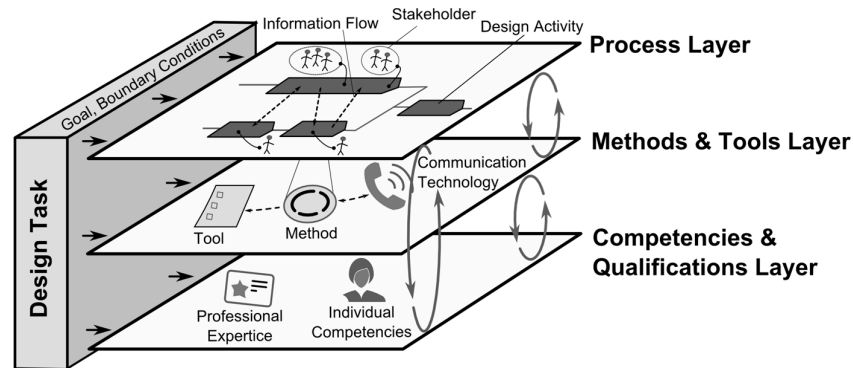 Information Flow
Stakeholder
Design Activity
Process Layer
Goal, Boundary Conditions
Methods & Tools Layer
Communication
Technology
Tool
Method
Design Task
Competencies &
Qualifications Layer
Professional
Expertice
Individual
Competencies